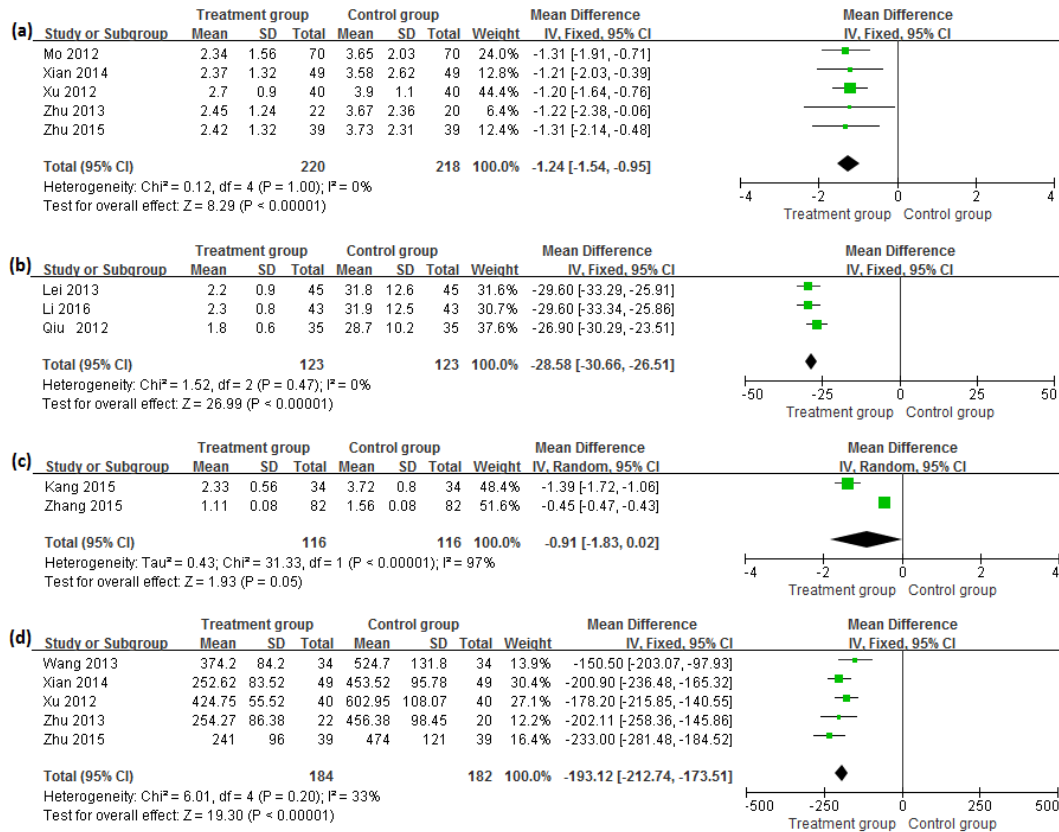 (a) Treatment group Control group Mean Difference Mean Difference
Study or Subgroup Mean SD Total Mean SD Total Weight IV, Fixed, 95% CI IV, Fixed, 95% CI
Mo 2012 2.34 1.56 70 3.65 2.03 70 24.0% -1.31 [-1.91, -0.71]
Xian 2014 2.37 1.32 49 3.58 2.62 49 12.8% -1.21 [-2.03, -0.39]
Xu 2012 2.7 0.9 40 3.9 1.1 40 44.4% -1.20 [-1.64, -0.76]
Zhu 2013 2.45 1.24 22 3.67 2.36 20 6.4% -1.22 [-2.38, -0.06]
Zhu 2015 2.42 1.32 39 3.73 2.31 39 12.4% -1.31 [-2.14, -0.48]
Total (95% CI) 220 218 100.0% -1.24 [-1.54, -0.95]
Heterogeneity: Chi² = 0.12, df = 4 (P = 1.00); I² = 0%
Test for overall effect: Z = 8.29 (P < 0.00001)
-4 -2 0 2 4
Treatment group Control group
(b) Treatment group Control group Mean Difference Mean Difference
Study or Subgroup Mean SD Total Mean SD Total Weight IV, Fixed, 95% CI IV, Fixed, 95% CI
Lei 2013 2.2 0.9 45 31.8 12.6 45 31.6% -29.60 [-33.29, -25.91]
Li 2016 2.3 0.8 43 31.9 12.5 43 30.7% -29.60 [-33.34, -25.86]
Qiu 2012 1.8 0.6 35 28.7 10.2 35 37.6% -26.90 [-30.29, -23.51]
Total (95% CI) 123 123 100.0% -28.58 [-30.66, -26.51]
Heterogeneity: Chi² = 1.52, df = 2 (P = 0.47); I² = 0%
Test for overall effect: Z = 26.99 (P < 0.00001)
-50 -25 0 25 50
Treatment group Control group
(c) Treatment group Control group Mean Difference Mean Difference
Study or Subgroup Mean SD Total Mean SD Total Weight IV, Random, 95% CI IV, Random, 95% CI
Kang 2015 2.33 0.56 34 3.72 0.8 34 48.4% -1.39 [-1.72, -1.06]
Zhang 2015 1.11 0.08 82 1.56 0.08 82 51.6% -0.45 [-0.47, -0.43]
Total (95% CI) 116 116 100.0% -0.91 [-1.83, 0.02]
Heterogeneity: Tau² = 0.43; Chi² = 31.33, df = 1 (P < 0.00001); I² = 97%
Test for overall effect: Z = 1.93 (P = 0.05)
-4 -2 0 2 4
Treatment group Control group
(d) Treatment group Control group Mean Difference Mean Difference
Study or Subgroup Mean SD Total Mean SD Total Weight IV, Fixed, 95% CI IV, Fixed, 95% CI
Wang 2013 374.2 84.2 34 524.7 131.8 34 13.9% -150.50 [-203.07, -97.93]
Xian 2014 252.62 83.52 49 453.52 95.78 49 30.4% -200.90 [-236.48, -165.32]
Xu 2012 424.75 55.52 40 602.95 108.07 40 27.1% -178.20 [-215.85, -140.55]
Zhu 2013 254.27 86.38 22 456.38 98.45 20 12.2% -202.11 [-258.36, -145.86]
Zhu 2015 241 96 39 474 121 39 16.4% -233.00 [-281.48, -184.52]
Total (95% CI) 184 182 100.0% -193.12 [-212.74, -173.51]
Heterogeneity: Chi² = 6.01, df = 4 (P = 0.20); I² = 33%
Test for overall effect: Z = 19.30 (P < 0.00001)
-500 -250 0 250 500
Treatment group Control group